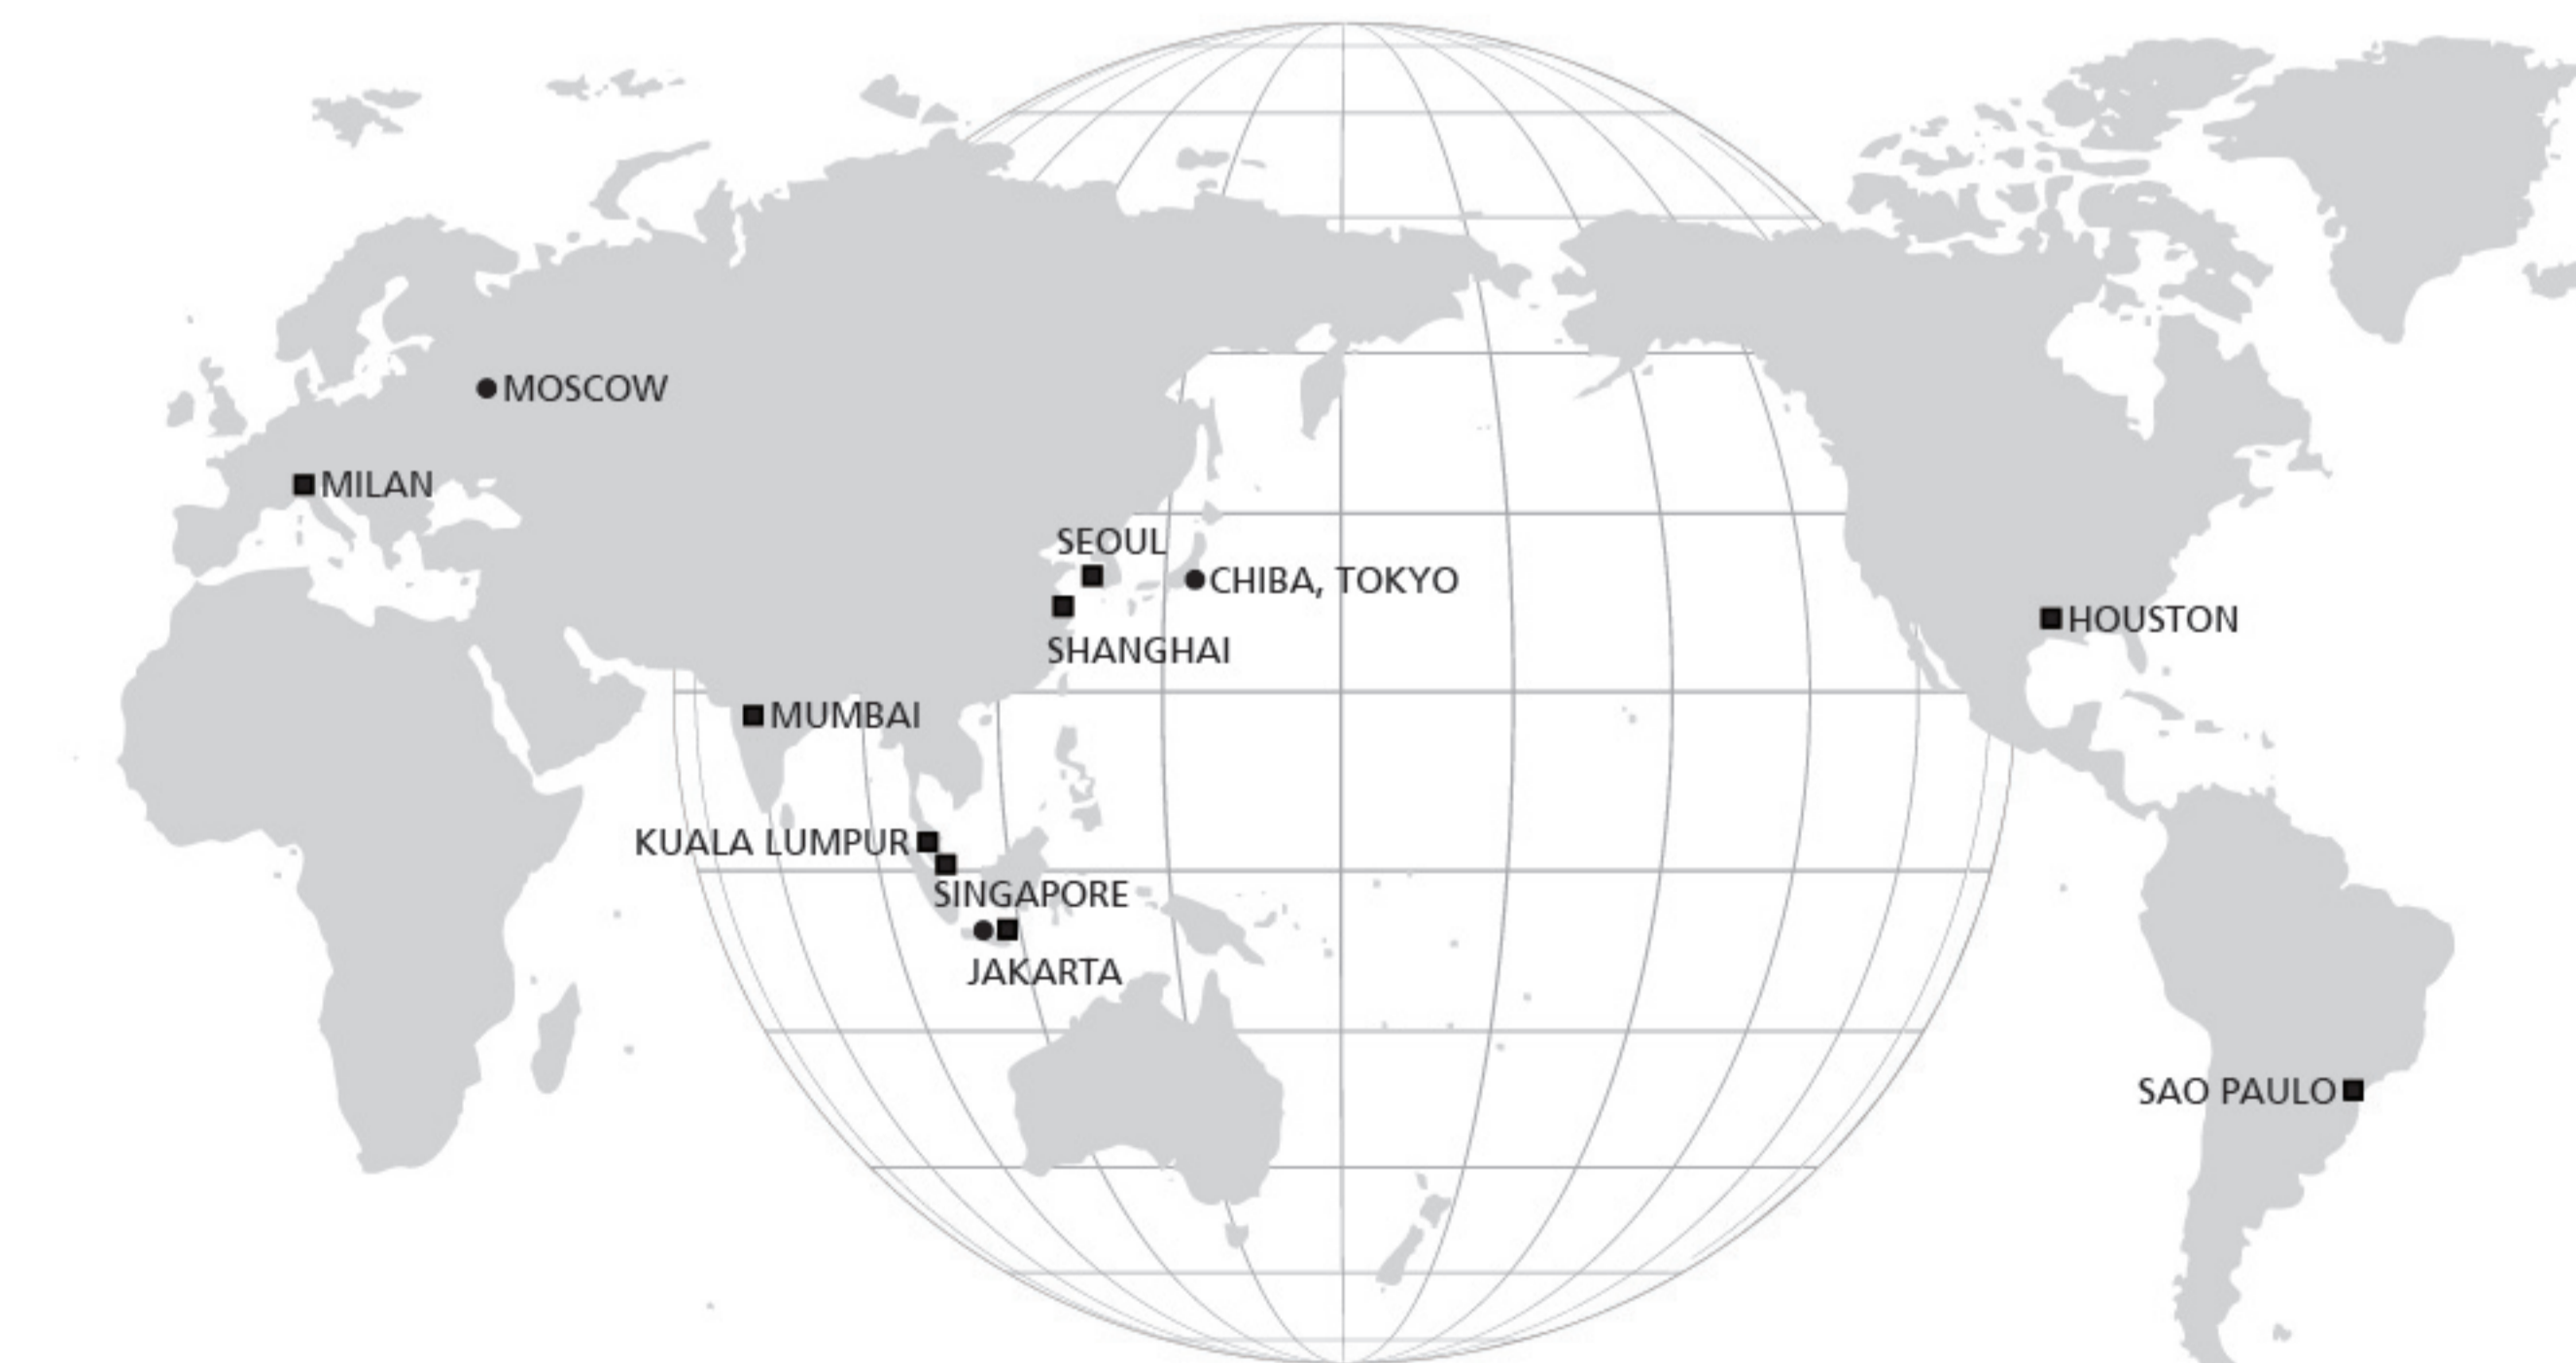 MOSCOW
MILAN
SEOUL
CHIBA, TOKYO
HOUSTON
SHANGHAI
MUMBAI
KUALA LUMPUR
SINGAPORE
JAKARTA
SAO PAULO